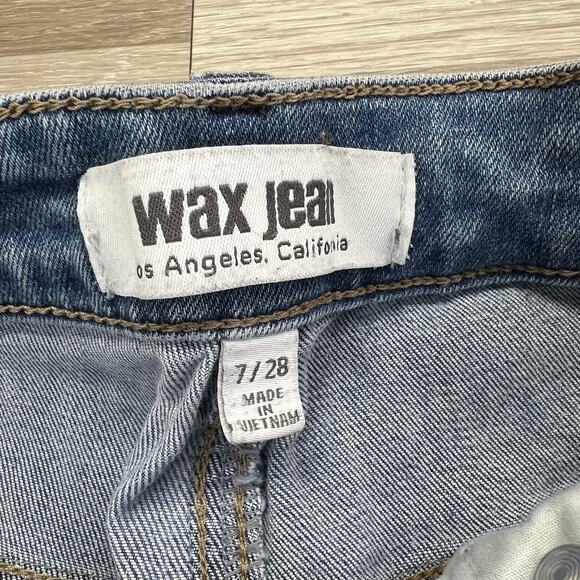 wax jean
os Angeles, California
7/28
MADE
IN
VIETNAM